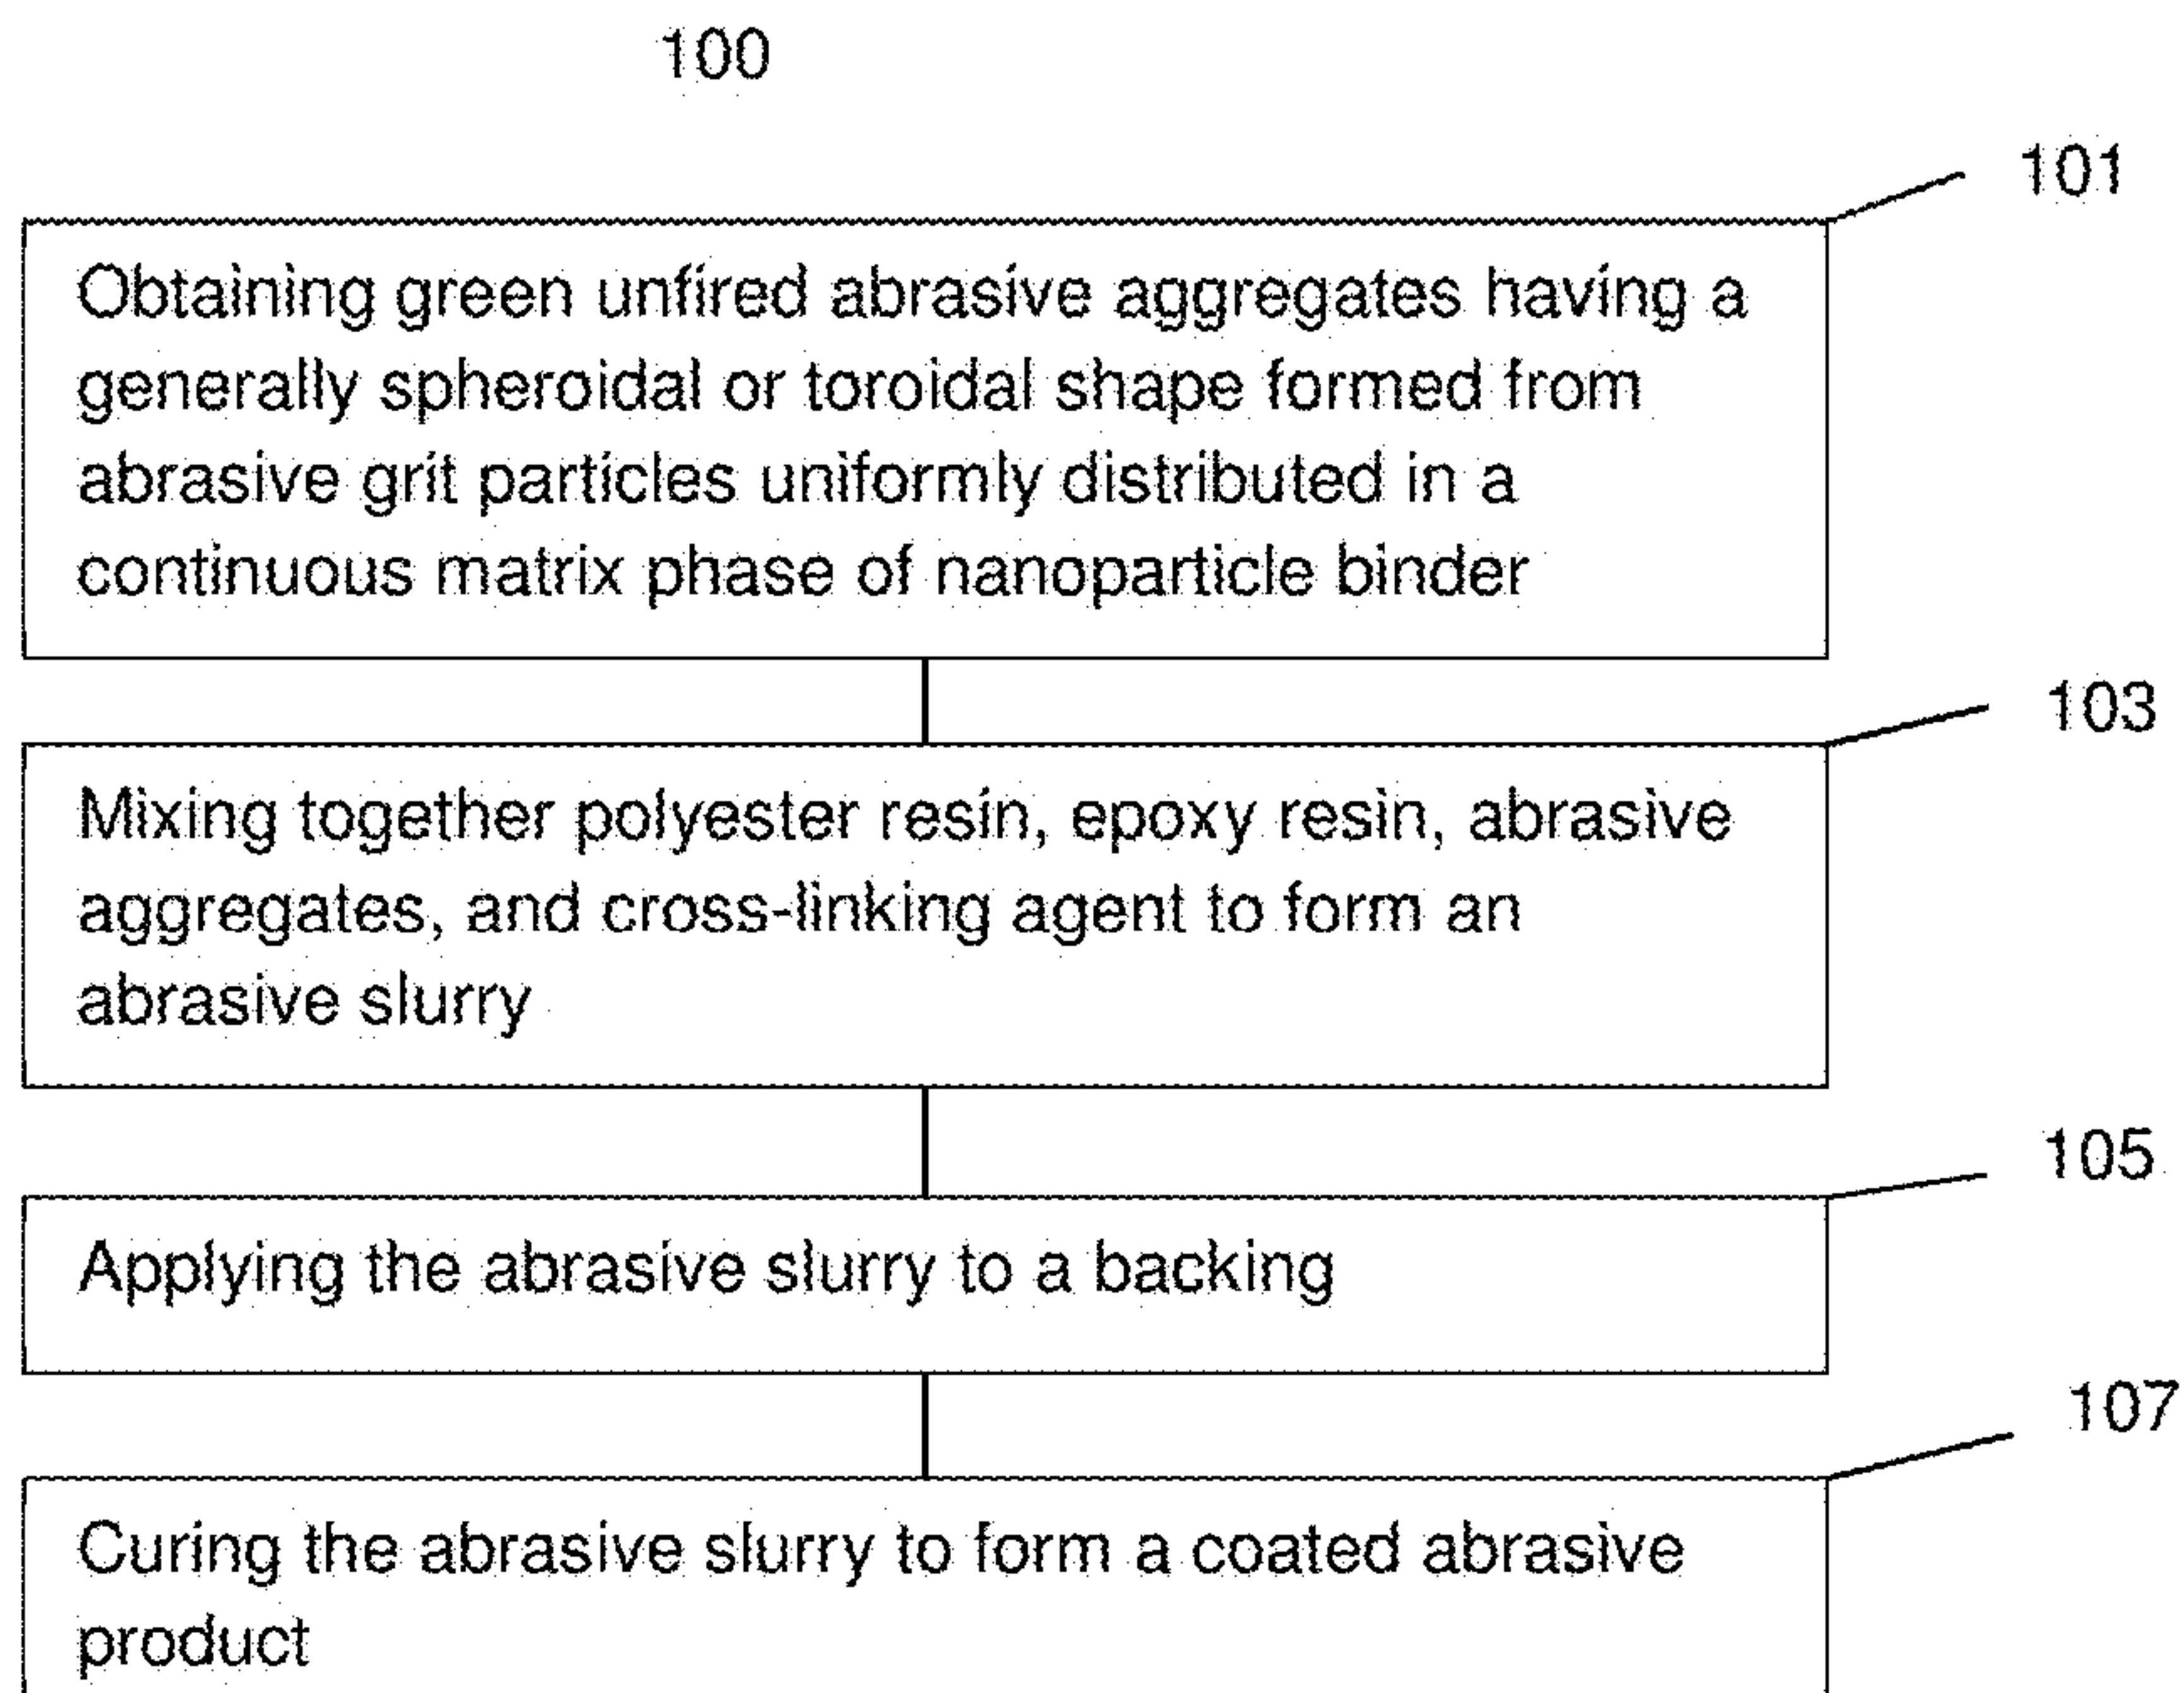 100
101
Obtaining green unfired abrasive aggregates having a
generally spheroidal or toroidal shape formed from
abrasive grit particles uniformly distributed in a
continuous matrix phase of nanoparticle binder
103
Mixing together polyester resin, epoxy resin, abrasive
aggregates, and cross-linking agent to form an
abrasive slurry
105
Applying the abrasive slurry to a backing
107
Curing the abrasive slurry to form a coated abrasive
product